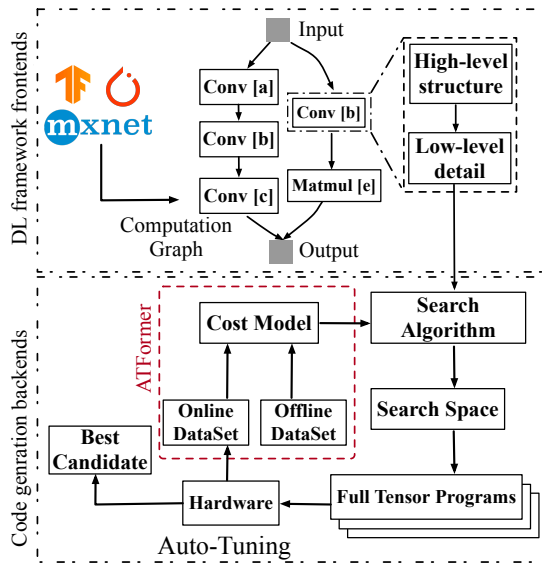 DL framework frontends
mxnet
Input
Conv [a]
Conv [b]
Conv [c]
Conv [b]
Matmul [e]
Computation
Graph
Output
High-level
structure
Low-level
detail
Code genration backends
ATFormer
Cost Model
Online
DataSet
Offline
DataSet
Search
Algorithm
Search Space
Full Tensor Programs
Hardware
Best
Candidate
Auto-Tuning